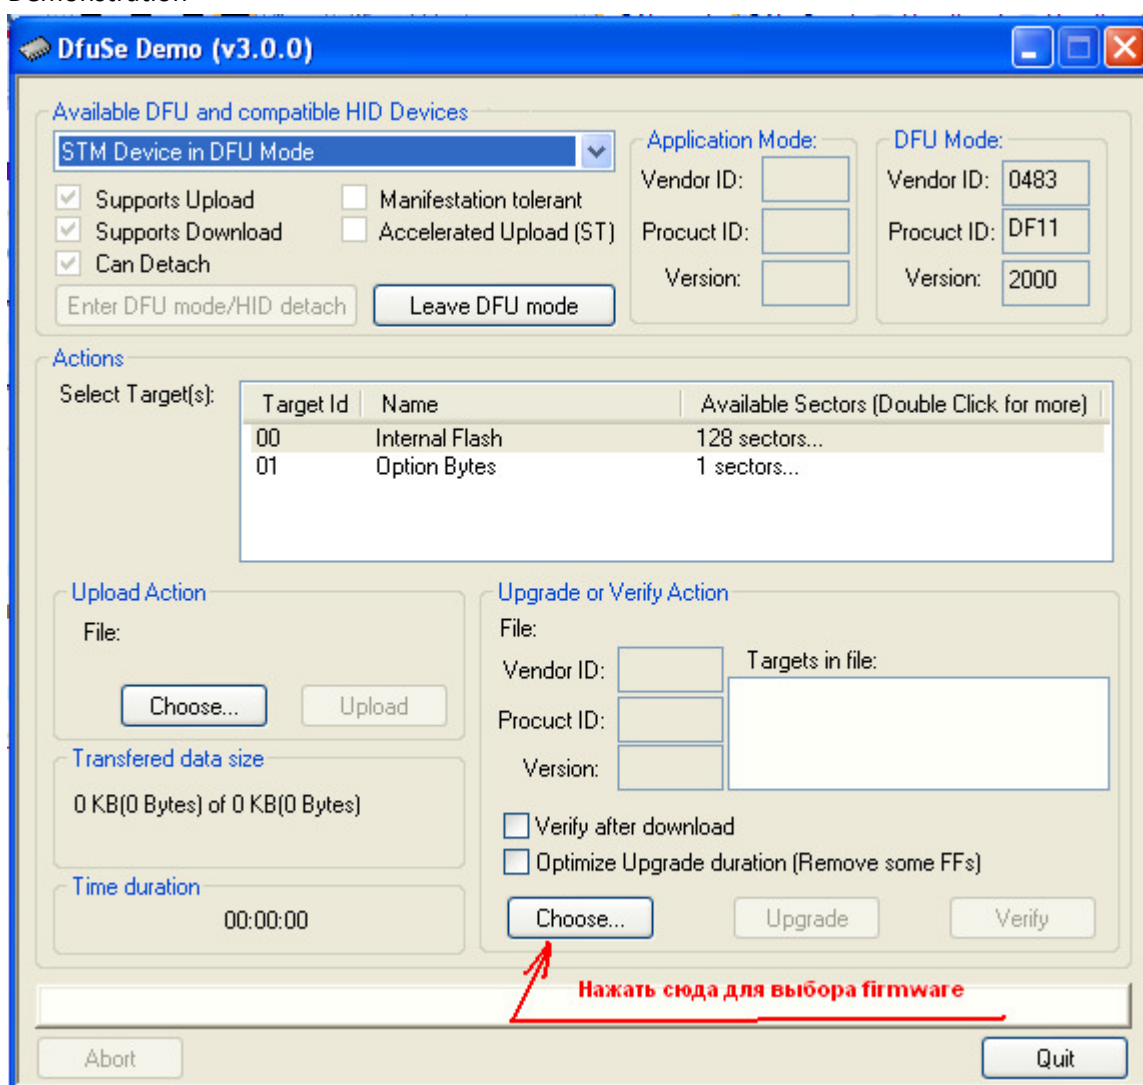 Demonstration
DfuSe Demo (v3.0.0)
Available DFU and compatible HID Devices
STM Device in DFU Mode
Supports Upload
Manifestation tolerant
Supports Download
Accelerated Upload (ST)
Can Detach
Enter DFU mode/HID detach
Leave DFU mode
Application Mode:
Vendor ID:
Procuct ID:
Version:
DFU Mode:
Vendor ID: 0483
Procuct ID: DF11
Version: 2000
Actions
Select Target(s):
Target Id Name Available Sectors (Double Click for more)
00 Internal Flash 128 sectors...
01 Option Bytes 1 sectors...
Upload Action
File:
Choose...
Upload
Transfered data size
0 KB(0 Bytes) of 0 KB(0 Bytes)
Time duration
00:00:00
Upgrade or Verify Action
File:
Vendor ID:
Procuct ID:
Version:
Targets in file:
Verify after download
Optimize Upgrade duration (Remove some FFs)
Choose...
Upgrade
Verify
Нажать сюда для выбора firmware
Abort
Quit